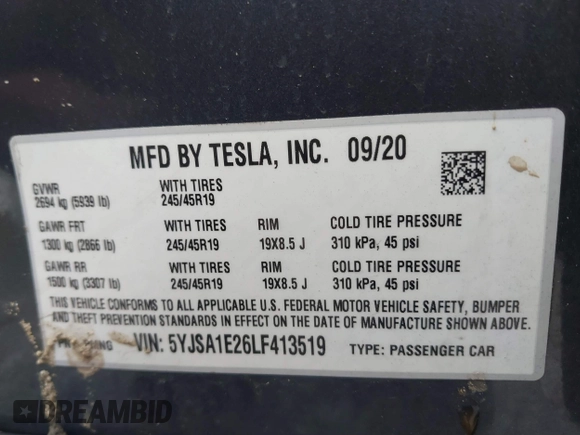 MFD BY TESLA, INC. 09/20
GVWR WITH TIRES
2694 kg (5939 lb) 245/45R19
GAWR FRT WITH TIRES RIM COLD TIRE PRESSURE
1300 kg (2866 lb) 245/45R19 19X8.5 J 310 kPa, 45 psi
GAWR RR WITH TIRES RIM COLD TIRE PRESSURE
1500 kg (3307 lb) 245/45R19 19X8.5 J 310 kPa, 45 psi
THIS VEHICLE CONFORMS TO ALL APPLICABLE U.S. FEDERAL MOTOR VEHICLE SAFETY, BUMPER
AND THEFT PREVENTION STANDARDS IN EFFECT ON THE DATE OF MANUFACTURE SHOWN ABOVE.
VIN: 5YJSA1E26LF413519 TYPE: PASSENGER CAR
DREAMBID